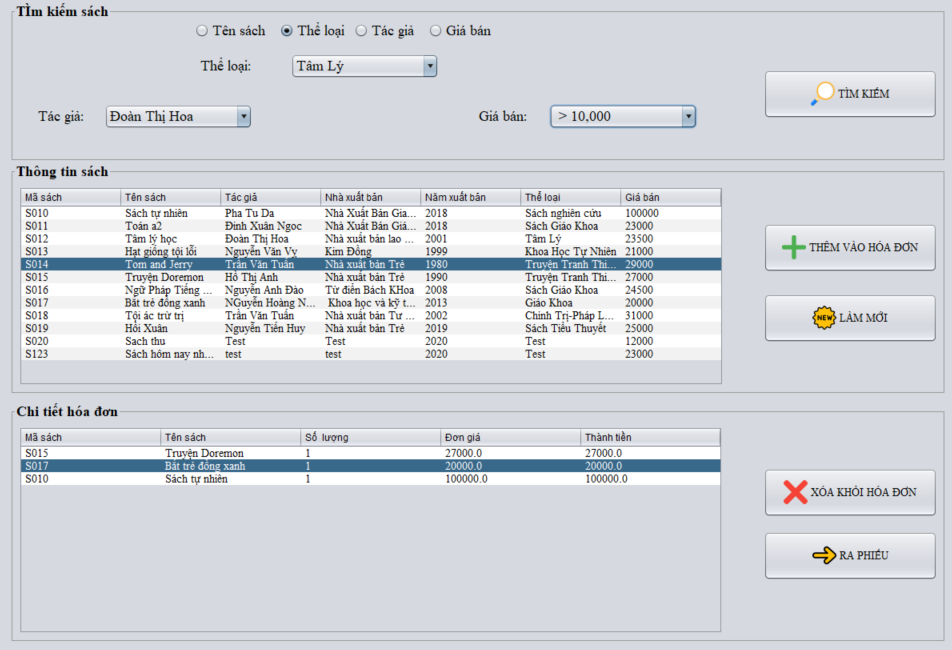 TÌm kiếm sách
Tên sách Thể loại Tác giả Giá bán
Thể loại: Tâm Lý
TÌM KIẾM
Tác giả: Đoàn Thị Hoa Giá bán: > 10,000
Thông tin sách
Mã sách Tên sách Tác giả Nhà xuất bản Năm xuất bản Thể loại Giá bán
S010 Sách tự nhiên Pha Tu Da Nhà Xuất Bản Gia... 2018 Sách nghiên cứu 100000
S011 Toán a2 Đinh Xuân Ngọc Nhà Xuất Bản Giá... 2018 Sách Giáo Khoa 23000
S012 Tâm lý học Đoàn Thị Hoa Nhà xuất bản lao ... 2001 Tâm Lý 23500
S013 Hạt giống tội lỗi Nguyễn Văn Vy Kim Đồng 1999 Khoa Học Tự Nhiên 21000
S014 Tom and Jerry Trần Văn Tuấn Nhà xuất bản Trẻ 1980 Truyện Tranh Thi... 29000
S015 Truyện Doremon Hồ Thị Anh Nhà xuất bản Trẻ 1990 Truyện Tranh Thi... 27000
S016 Ngữ Pháp Tiếng ... Nguyễn Anh Đào Từ điển Bách KHoa 2008 Sách Giáo Khoa 24500
S017 Bắt trẻ đồng xanh NGuyễn Hoàng N... Khoa học và kỹ t... 2013 Giáo Khoa 20000
S018 Tội ác trừ trị Trần Văn Tuấn Nhà xuất bản Tư ... 2002 Chính Trị-Pháp L... 31000
S019 Hồi Xuân Nguyễn Tiến Huy Nhà xuất bản Trẻ 2019 Sách Tiểu Thuyết 25000
S020 Sach thu Test Test 2020 Test 12000
S123 Sách hôm nay nh... test test 2020 Test 23000
THÊM VÀO HÓA ĐƠN
NEW LÀM MỚI
Chi tiết hóa đơn
Mã sách Tên sách Số lượng Đơn giá Thành tiền
S015 Truyện Doremon 1 27000.0 27000.0
S017 Bắt trẻ đồng xanh 1 20000.0 20000.0
S010 Sách tự nhiên 1 100000.0 100000.0
XÓA KHỎI HÓA ĐƠN
RA PHIẾU